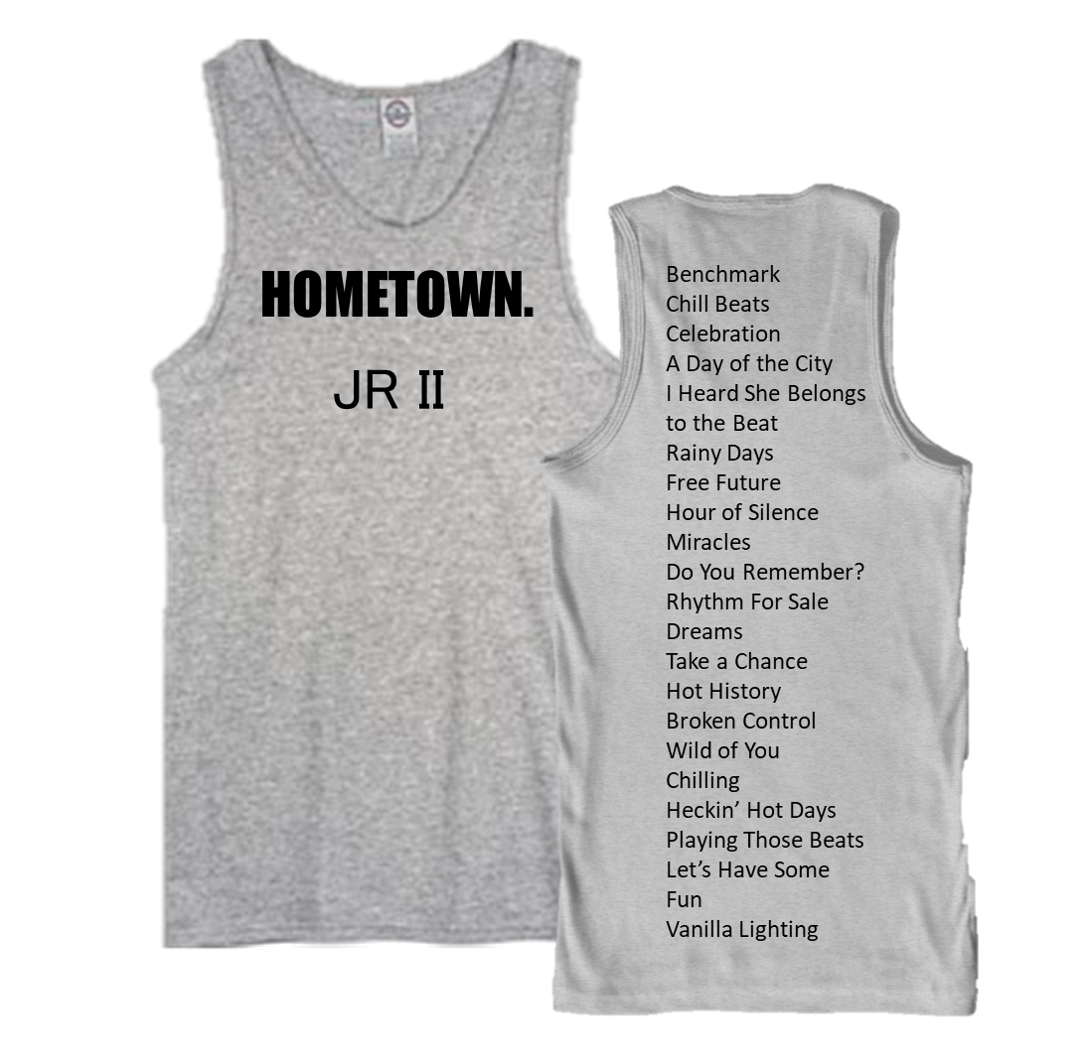 HOMETOWN.
JR II
Benchmark
Chill Beats
Celebration
A Day of the City
I Heard She Belongs
to the Beat
Rainy Days
Free Future
Hour of Silence
Miracles
Do You Remember?
Rhythm For Sale
Dreams
Take a Chance
Hot History
Broken Control
Wild of You
Chilling
Heckin’ Hot Days
Playing Those Beats
Let’s Have Some
Fun
Vanilla Lighting